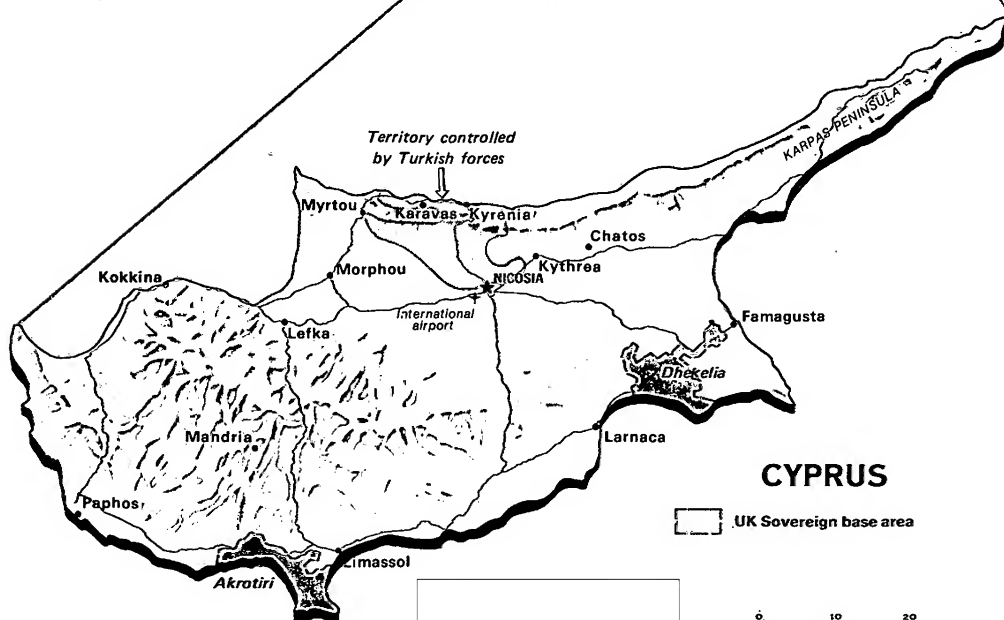 KARPAS PENINSULA
Territory controlled
by Turkish forces
Myrtou
Karavas
Kyrenia
Chatos
Kythrea
Kokkina
Morphou
NICOSIA
International
airport
Lefka
Famagusta
Dhekelia
Mandria
Larnaca
CYPRUS
UK Sovereign base area
Paphos
Limassol
Akrotiri
0 10 20